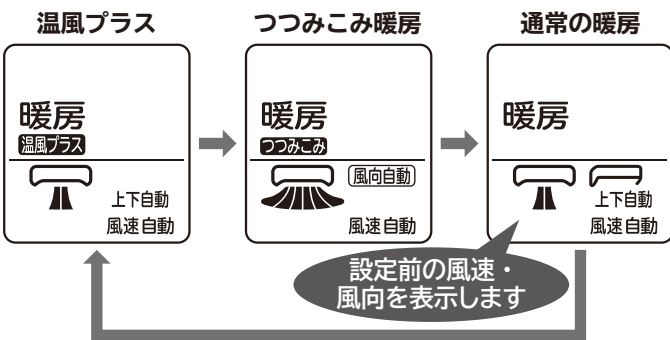 温風プラス
つつみこみ暖房
通常の暖房
暖房
温風プラス
上下自動
風速自動
暖房
つつみこみ
風向自動
風速自動
暖房
上下自動
風速自動
設定前の風速・
風向を表示します